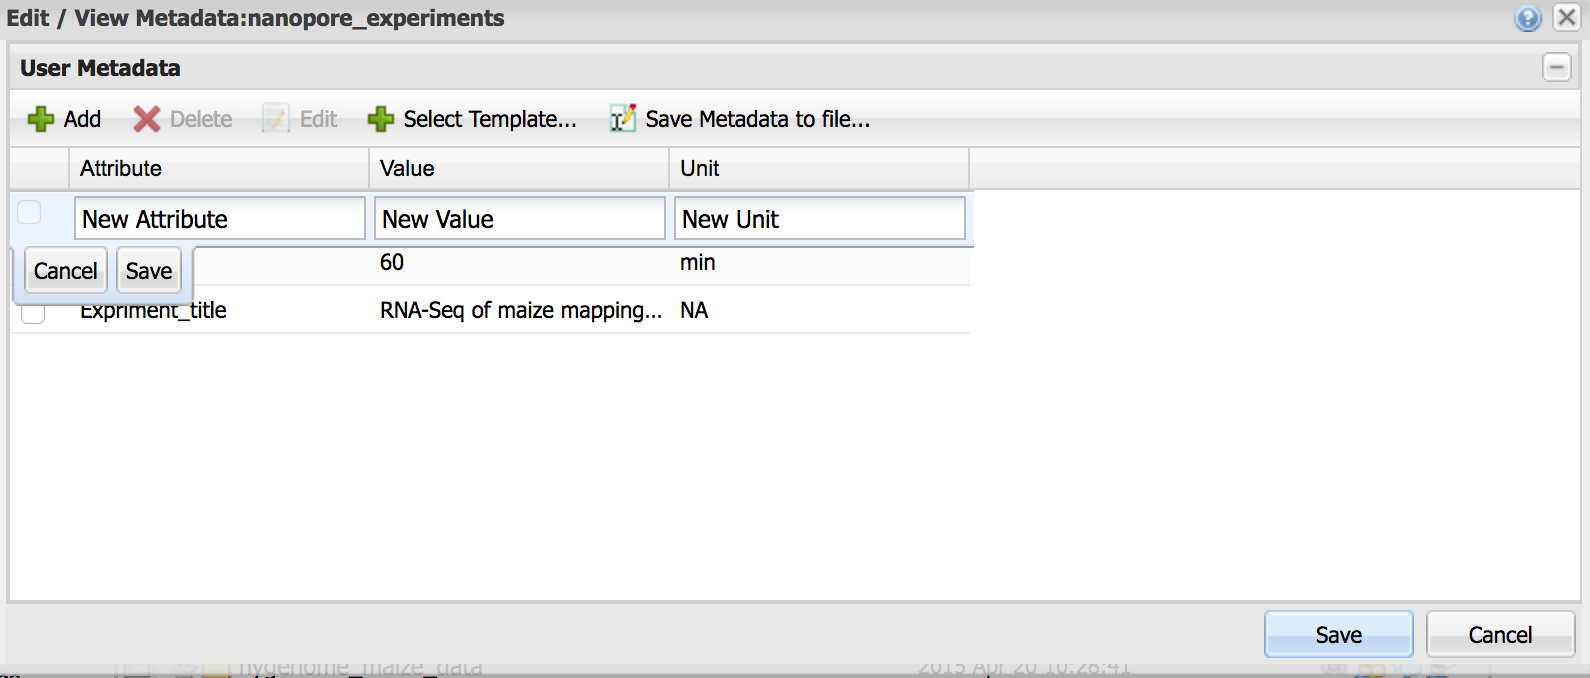 Edit / View Metadata:nanopore_experiments
User Metadata
Add Delete Edit Select Template... Save Metadata to file...
Attribute Value Unit
New Attribute New Value New Unit
Cancel Save 60 min
Expriment_title RNA-Seq of maize mapping... NA
Save Cancel
hygenome_maize_data 2015 Apr 20 10:28:41